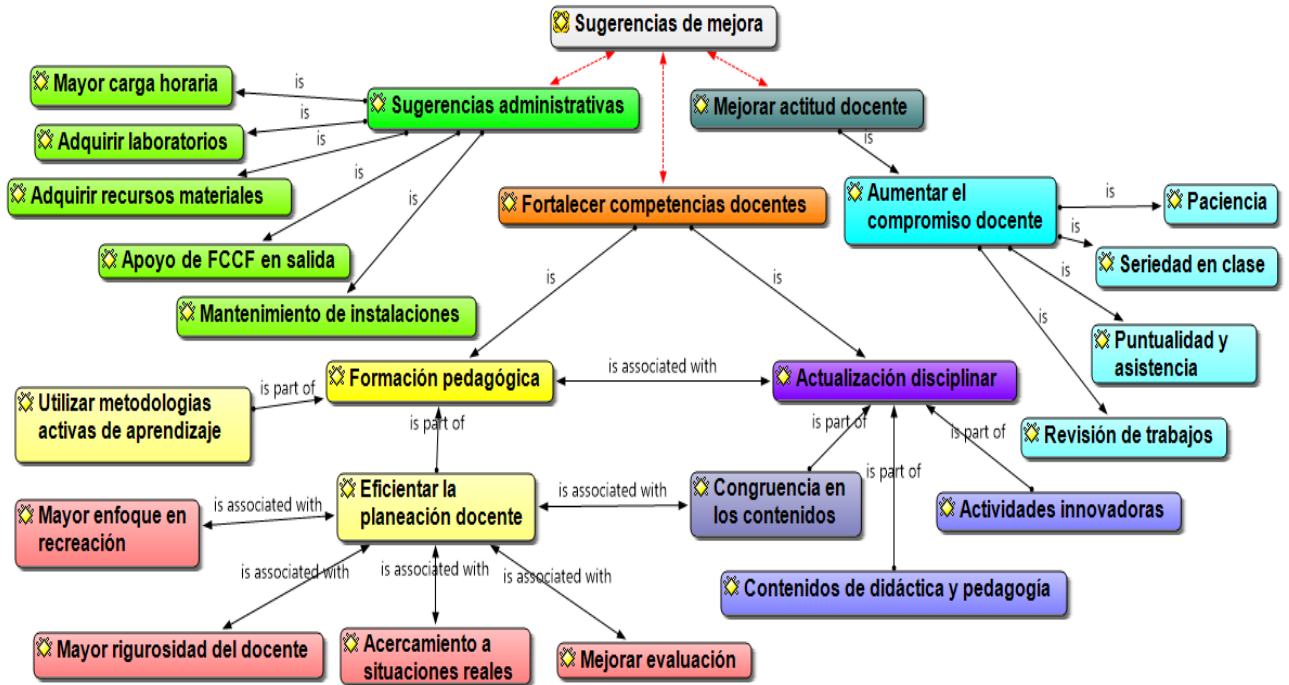 Sugerencias de mejora
Mayor carga horaria
is
Sugerencias administrativas
Mejorar actitud docente
is
Adquirir laboratorios
is
is
is
is
is
Adquirir recursos materiales
Fortalecer competencias docentes
Aumentar el
compromiso docente
is
Paciencia
is
Seriedad en clase
Apoyo de FCCF en salida
is
is
is
is
Mantenimiento de instalaciones
Puntualidad y
asistencia
Formación pedagógica
is associated with
Actualización disciplinar
is part of
Utilizar metodologias
activas de aprendizaje
is part of
is part of
is part of
is part of
Revisión de trabajos
Eficientar la
planeación docente
is associated with
Congruencia en
los contenidos
Mayor enfoque en
recreación
is associated with
Actividades innovadoras
is associated with
is associated with
is associated with
Contenidos de didáctica y pedagogía
Mayor rigurosidad del docente
Acercamiento a
situaciones reales
Mejorar evaluación